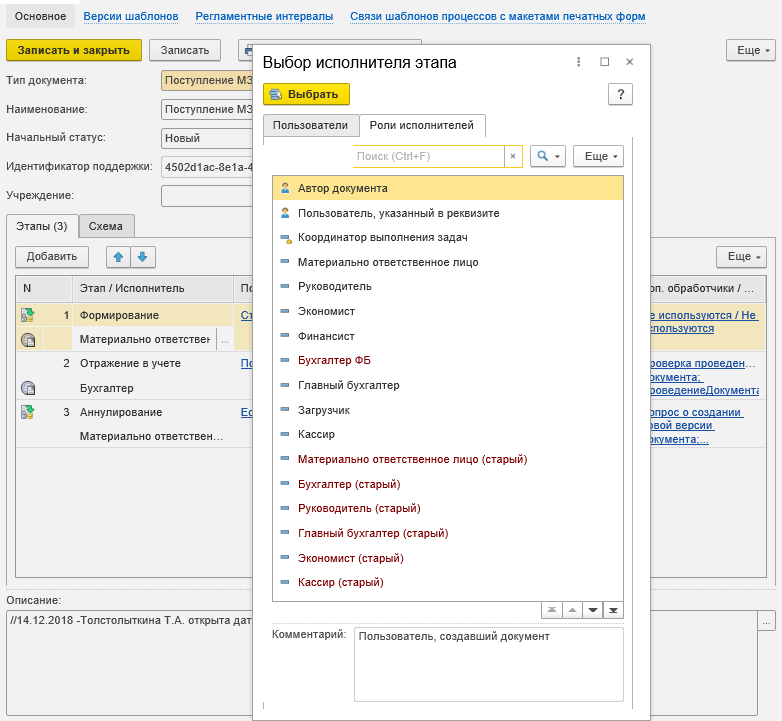 Основное Версии шаблонов Регламентные интервалы Связи шаблонов процессов с макетами печатных форм
Записать и закрыть Записать Еще
Тип документа: Поступление МЗ
Наименование: Поступление МЗ
Начальный статус: Новый
Идентификатор поддержки: 4502d1ac-8e1a-4
Учреждение:
Этапы (3) Схема
Добавить Еще
N Этап / Исполнитель По оп. обработчики / ...
1 Формирование Ст е используются / Не
Материально ответствен ... спользуются
2 Отражение в учете По роверка проведен...
окумента;
Бухгалтер роведениеДокумента
3 Аннулирование Ес опрос о создании
овой версии
Материально ответствен... окумента;...
Описание:
//14.12.2018 -Толстолыткина Т.А. открыта дат ...
Выбор исполнителя этапа
Выбрать ?
Пользователи Роли исполнителей
Поиск (Ctrl+F) × Еще
Автор документа
Пользователь, указанный в реквизите
Координатор выполнения задач
Материально ответственное лицо
Руководитель
Экономист
Финансист
Бухгалтер ФБ
Главный бухгалтер
Загрузчик
Кассир
Материально ответственное лицо (старый)
Бухгалтер (старый)
Руководитель (старый)
Главный бухгалтер (старый)
Экономист (старый)
Кассир (старый)
Комментарий: Пользователь, создавший документ